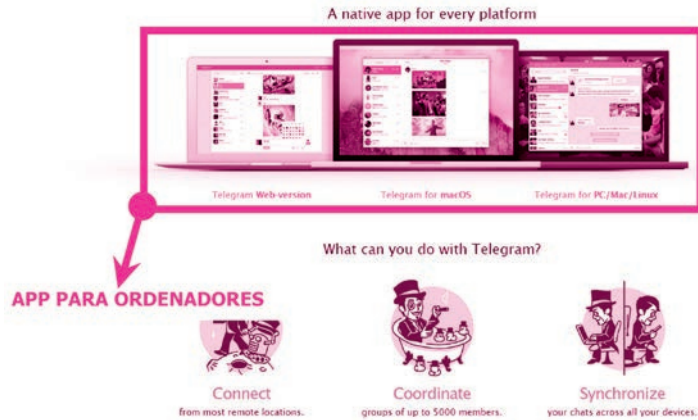 A native app for every platform
Telegram Web-version
Telegram for macOS
Telegram for PC/Mac/Linux
What can you do with Telegram?
APP PARA ORDENADORES
Connect
from most remote locations.
Coordinate
groups of up to 5000 members.
Synchronize
your chats across all your devices.